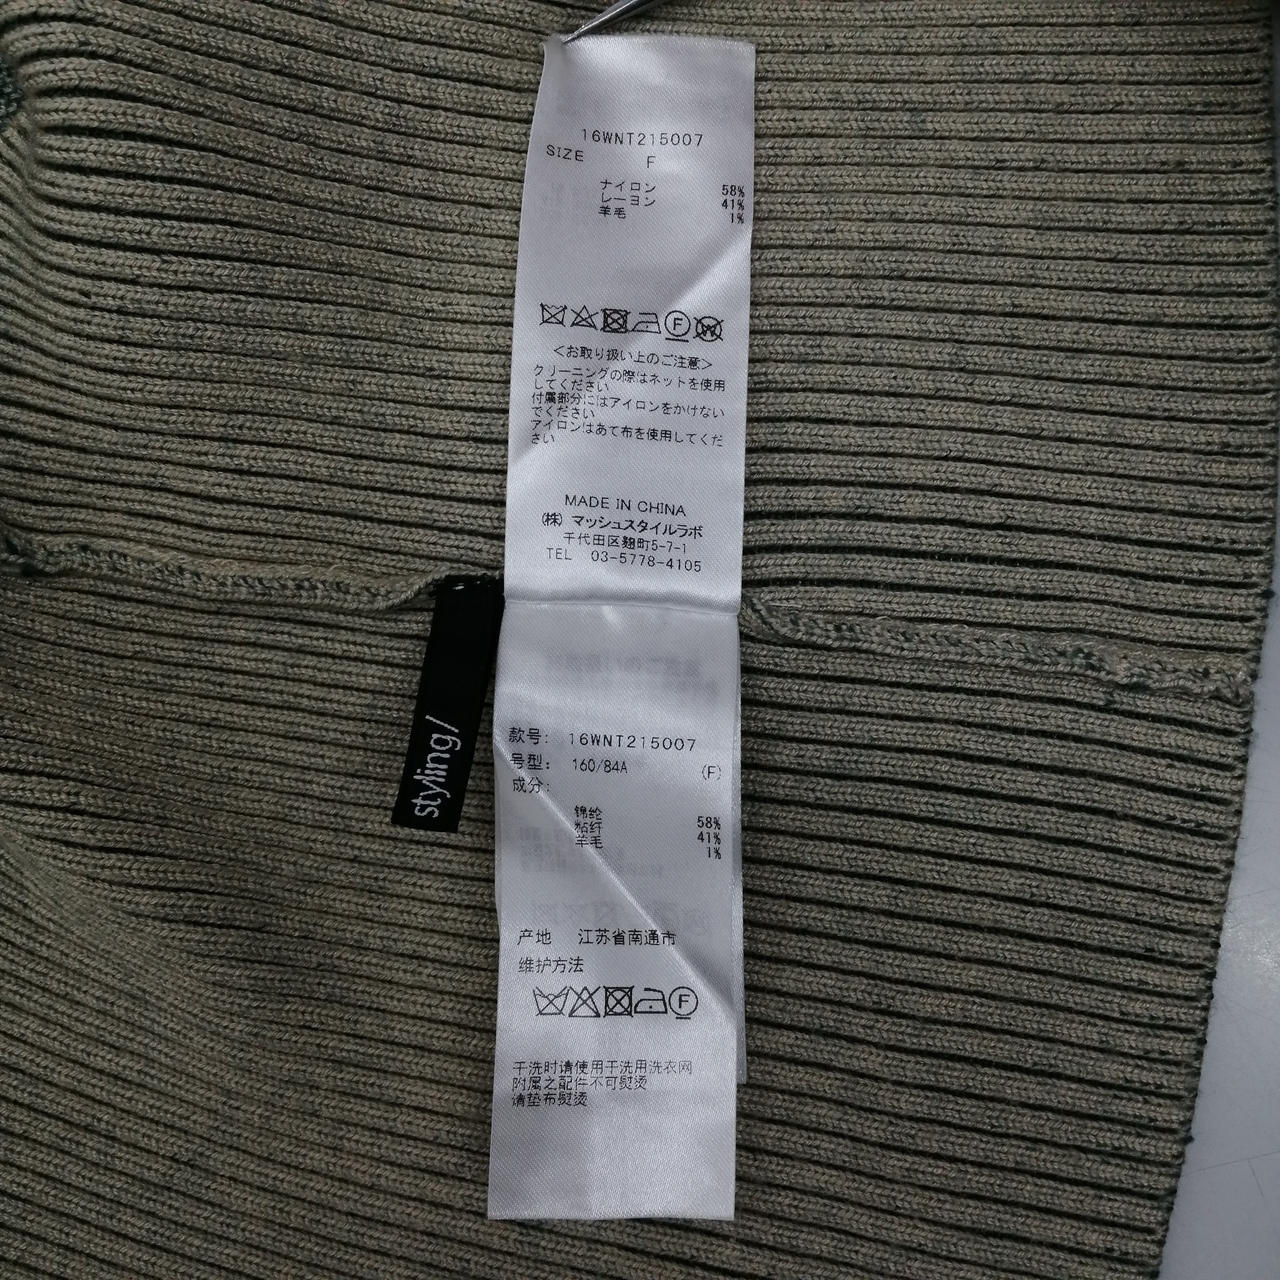 16WNT215007
SIZE F
ナイロン 58%
レーヨン 41%
羊毛 1%
<お取り扱い上のご注意>
クリーニングの際はネットを使用
してください
付属部分にはアイロンをかけない
でください
アイロンはあて布を使用してくだ
さい
MADE IN CHINA
(株) マッシュスタイルラボ
千代田区麹町5-7-1
TEL 03-5778-4105
styling/
款号: 16WNT215007
号型: 160/84A (F)
成分:
锦纶 58%
粘纤 41%
羊毛 1%
产地 江苏省南通市
维护方法
干洗时请使用干洗用洗衣网
附属之配件不可熨烫
请垫布熨烫